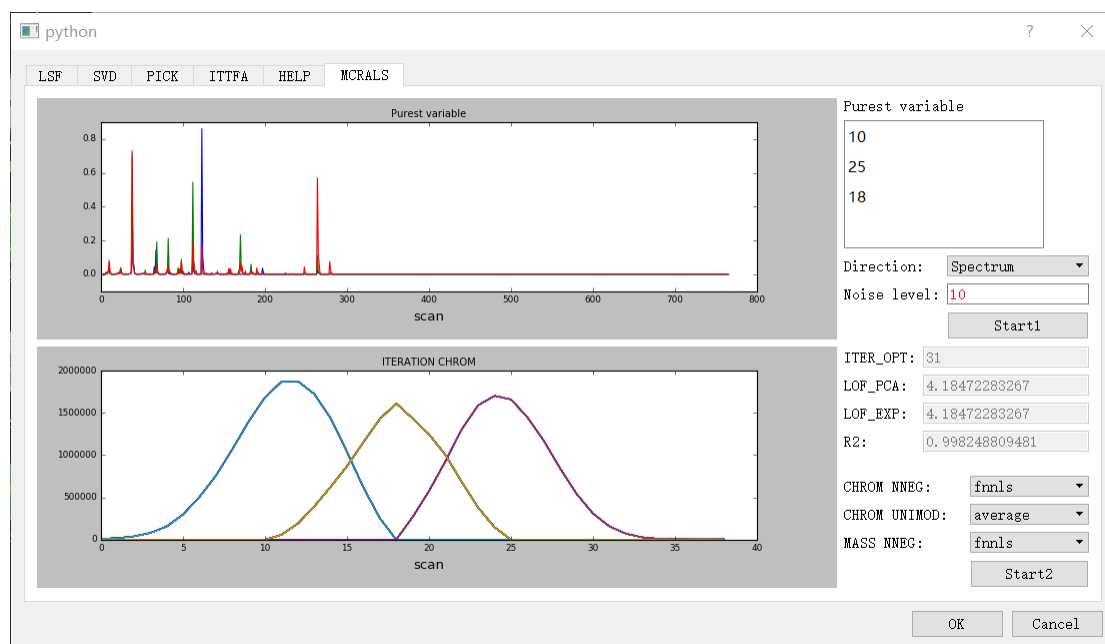 python
LSF SVD PICK ITTFA HELP MCRALS
Purest variable
0.8
0.6
0.4
0.2
0.0
0 100 200 300 400 500 600 700 800
scan
ITERATION CHROM
2000000
1500000
1000000
500000
0
0 5 10 15 20 25 30 35 40
scan
Purest variable
10
25
18
Direction: Spectrum
Noise level: 10
Start1
ITER_OPT: 31
LOF_PCA: 4.18472283267
LOF_EXP: 4.18472283267
R2: 0.998248809481
CHROM NNEG: fnnls
CHROM UNIMOD: average
MASS NNEG: fnnls
Start2
OK Cancel